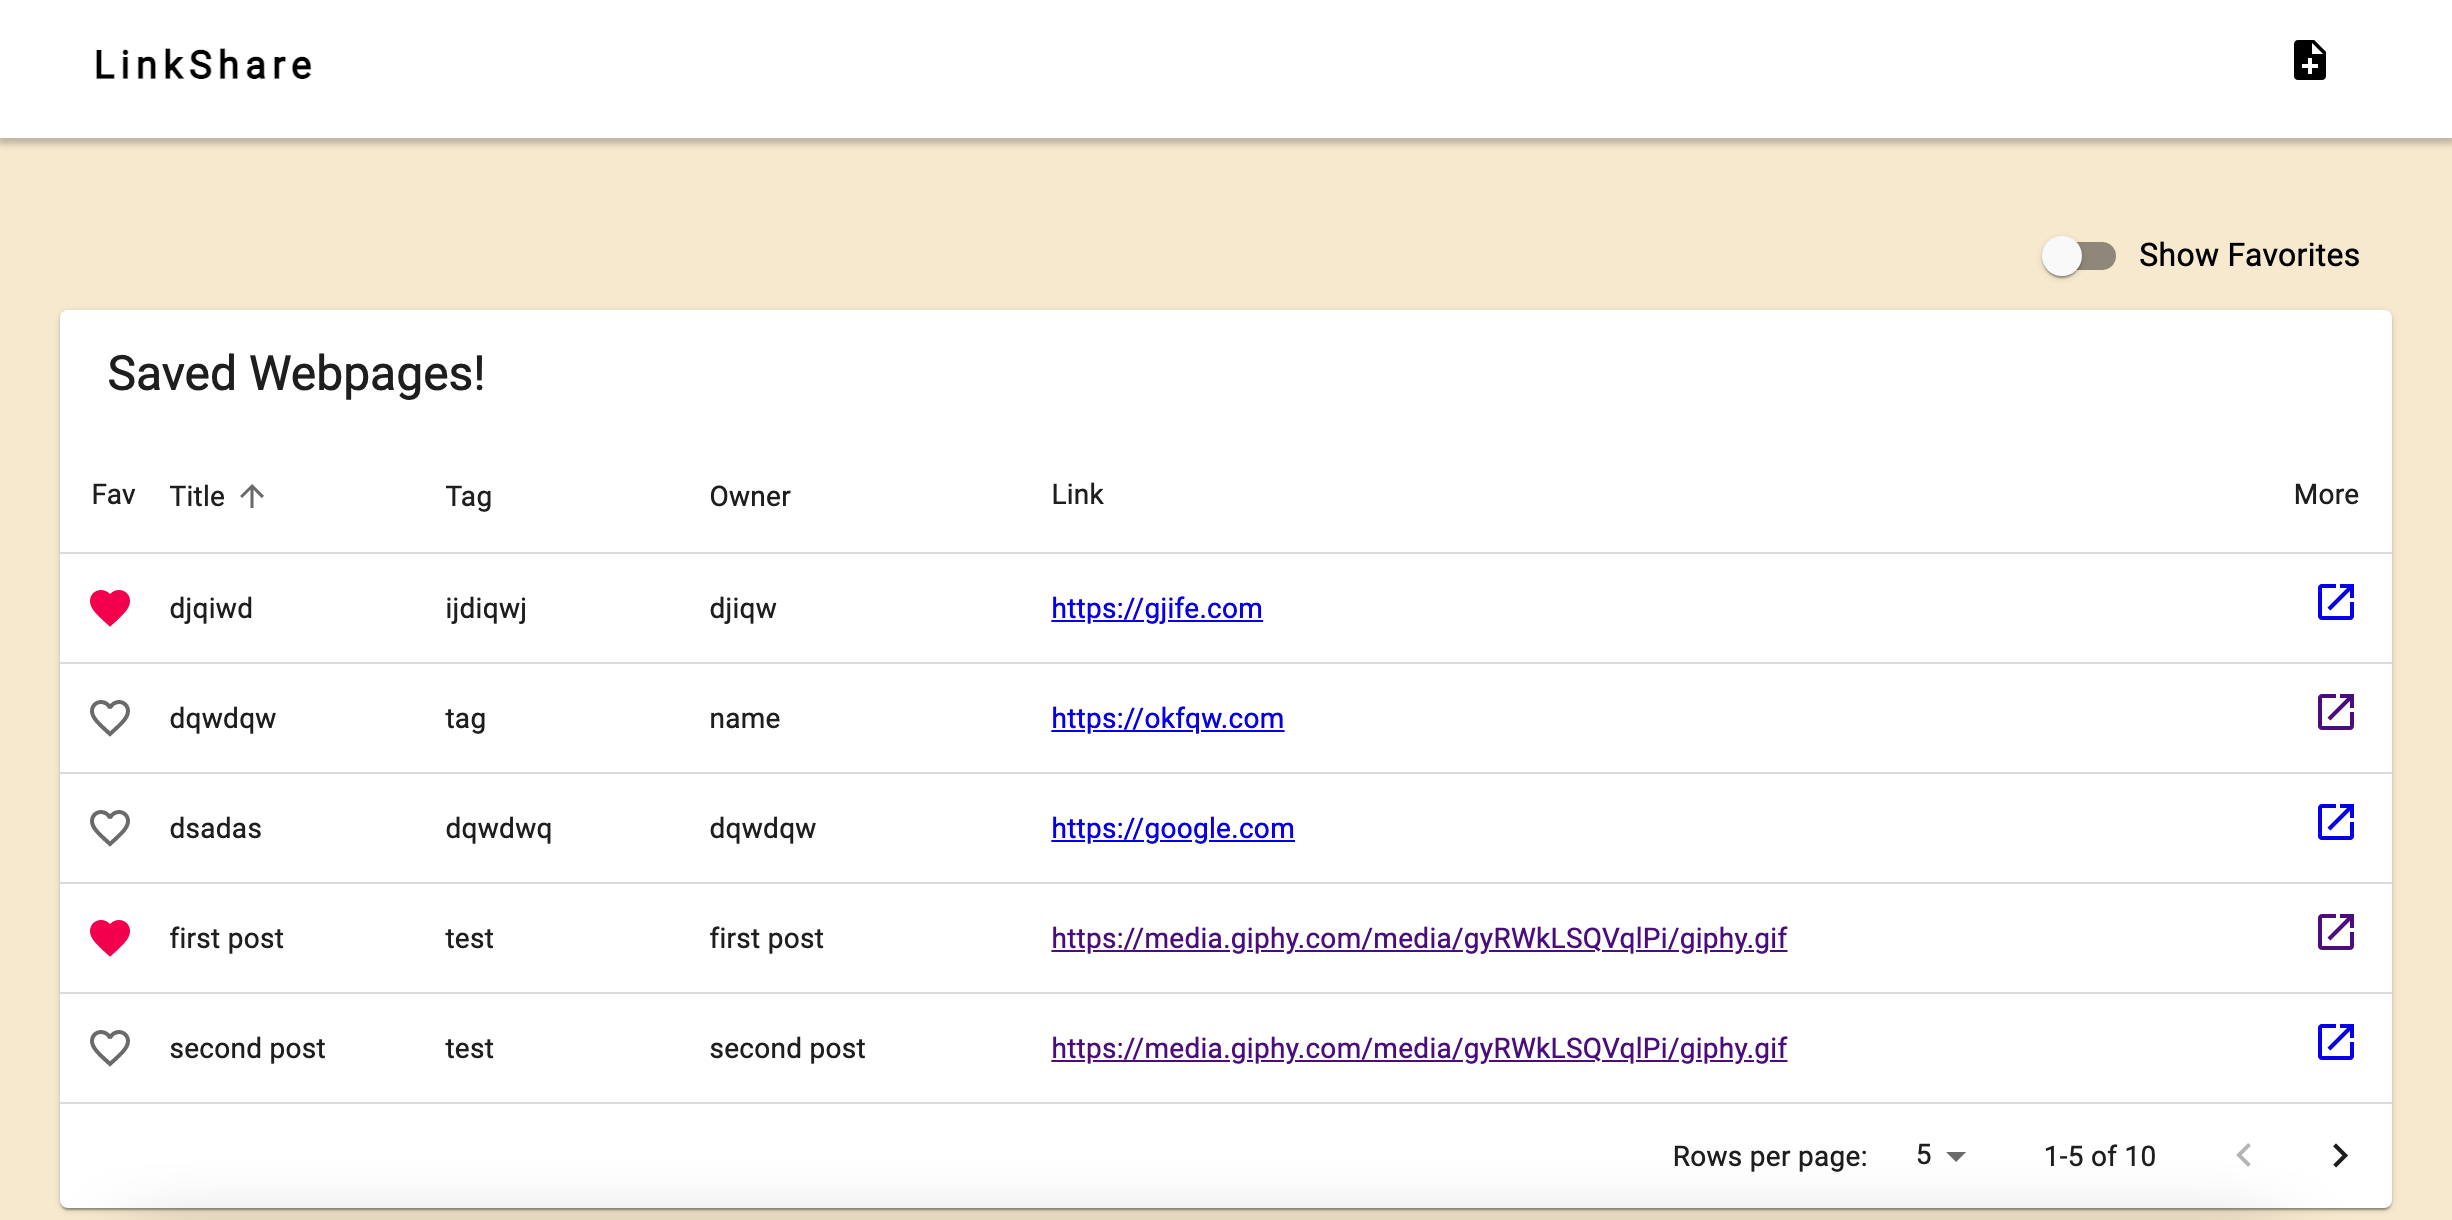 LinkShare
Show Favorites
Saved Webpages!
Fav Title Tag Owner Link More
djqiwd ijdiqwj djiqw https://gjife.com
dqwdqw tag name https://okfqw.com
dsadas dqwdwq dqwdqw https://google.com
first post test first post https://media.giphy.com/media/gyRWkLSQVqlPi/giphy.gif
second post test second post https://media.giphy.com/media/gyRWkLSQVqlPi/giphy.gif
Rows per page: 5 1-5 of 10